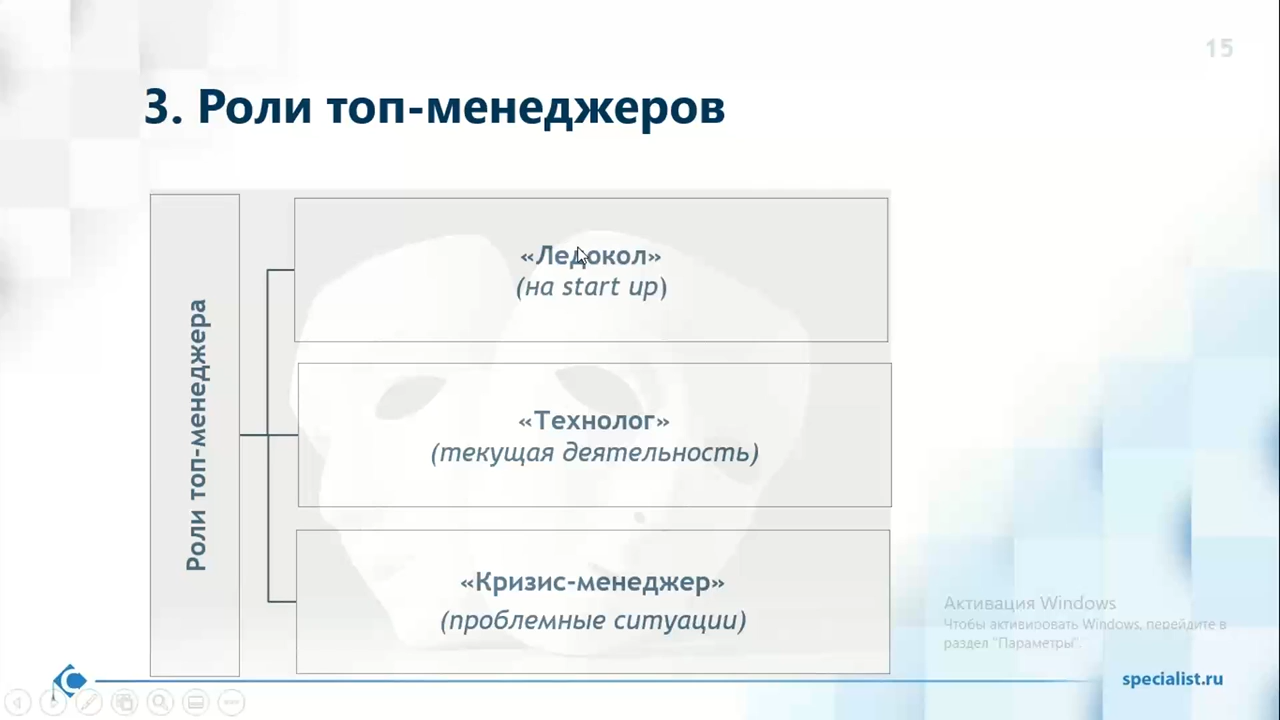 15
3. Роли топ-менеджеров
Роли топ-менеджера
«Ледокол»
(на start up)
«Технолог»
(текущая деятельность)
«Кризис-менеджер»
(проблемные ситуации)
Активация Windows
Чтобы активировать Windows, перейдите в
раздел "Параметры".
specialist.ru